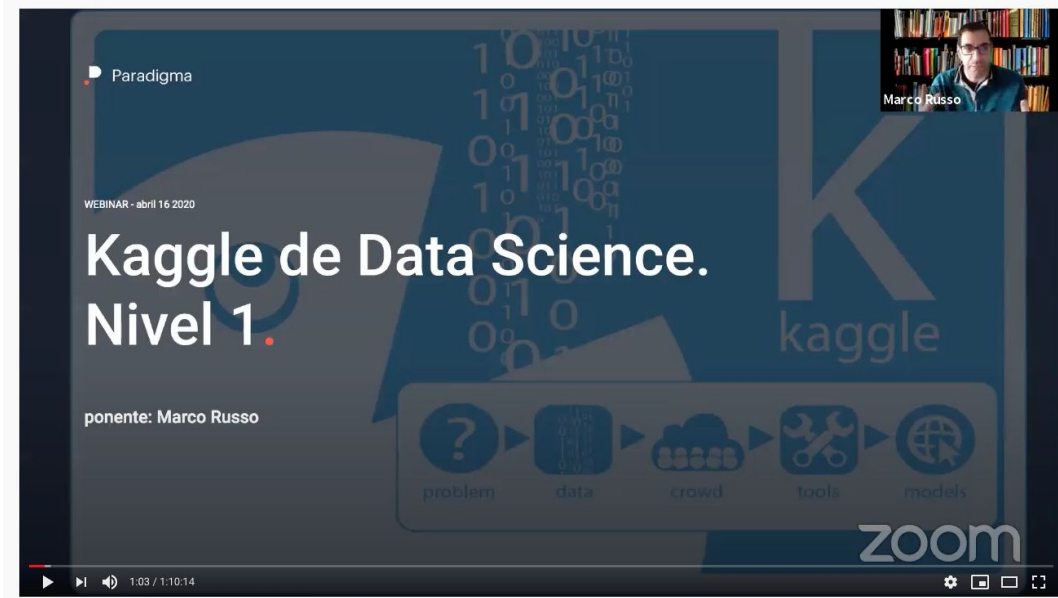 Paradigma
Marco Russo
WEBINAR - abril 16 2020
Kaggle de Data Science.
Nivel 1.
kaggle
ponente: Marco Russo
?
problem
data
crowd
tools
models
zoom
1:03 / 1:10:14